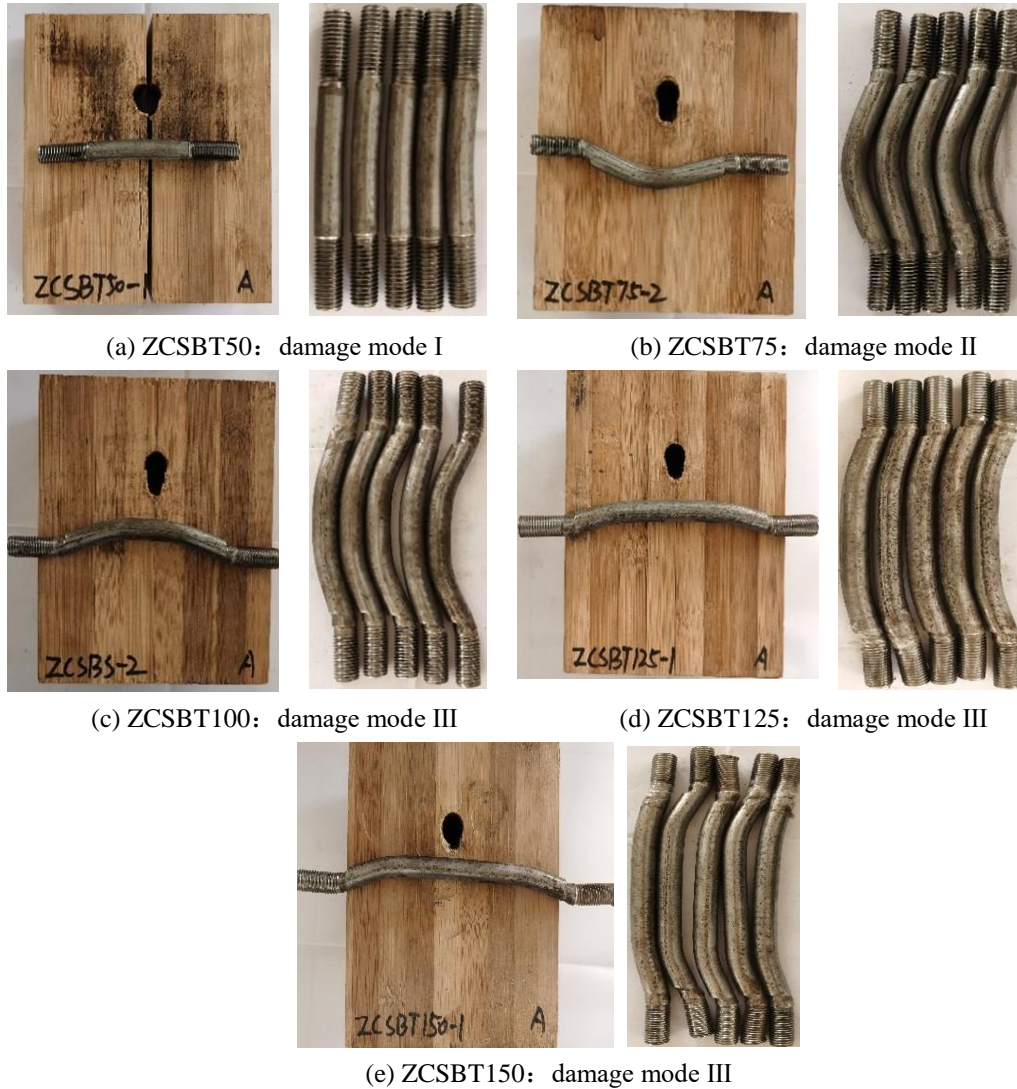 ZCSBT50-1 A
ZCSBT75-2 A
(a) ZCSBT50：damage mode I
(b) ZCSBT75：damage mode II
ZCSBS-2 A
ZCSBT125-1 A
(c) ZCSBT100：damage mode III
(d) ZCSBT125：damage mode III
ZCSBT150-1 A
(e) ZCSBT150：damage mode III